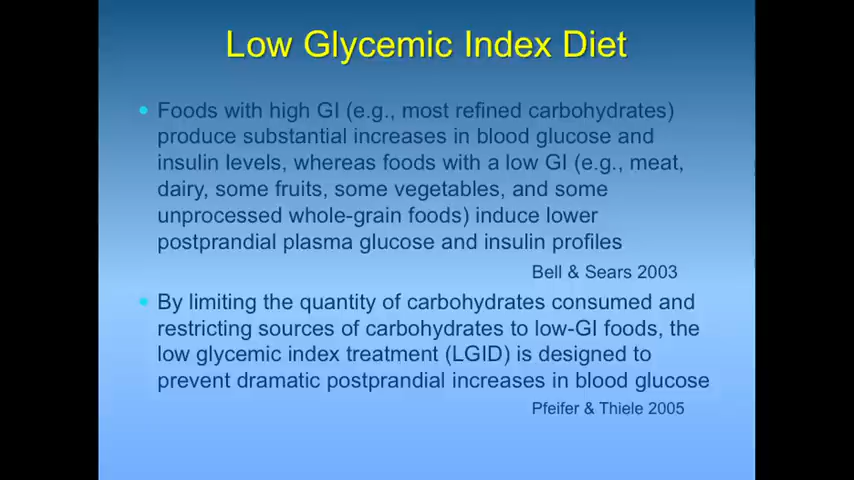 Low Glycemic Index Diet
Foods with high GI (e.g., most refined carbohydrates)
produce substantial increases in blood glucose and
insulin levels, whereas foods with a low GI (e.g., meat,
dairy, some fruits, some vegetables, and some
unprocessed whole-grain foods) induce lower
postprandial plasma glucose and insulin profiles
Bell & Sears 2003
By limiting the quantity of carbohydrates consumed and
restricting sources of carbohydrates to low-GI foods, the
low glycemic index treatment (LGID) is designed to
prevent dramatic postprandial increases in blood glucose
Pfeifer & Thiele 2005